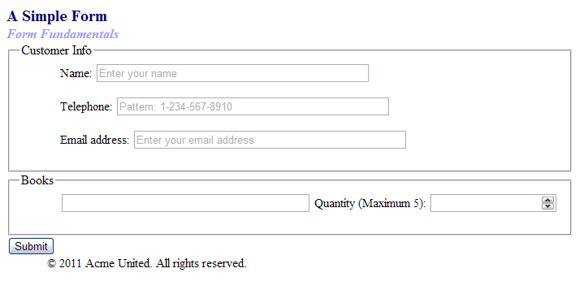 A Simple Form
Form Fundamentals
Customer Info
Name: Enter your name
Telephone: Pattern: 1-234-567-8910
Email address: Enter your email address
Books
Quantity (Maximum 5):
Submit
© 2011 Acme United. All rights reserved.